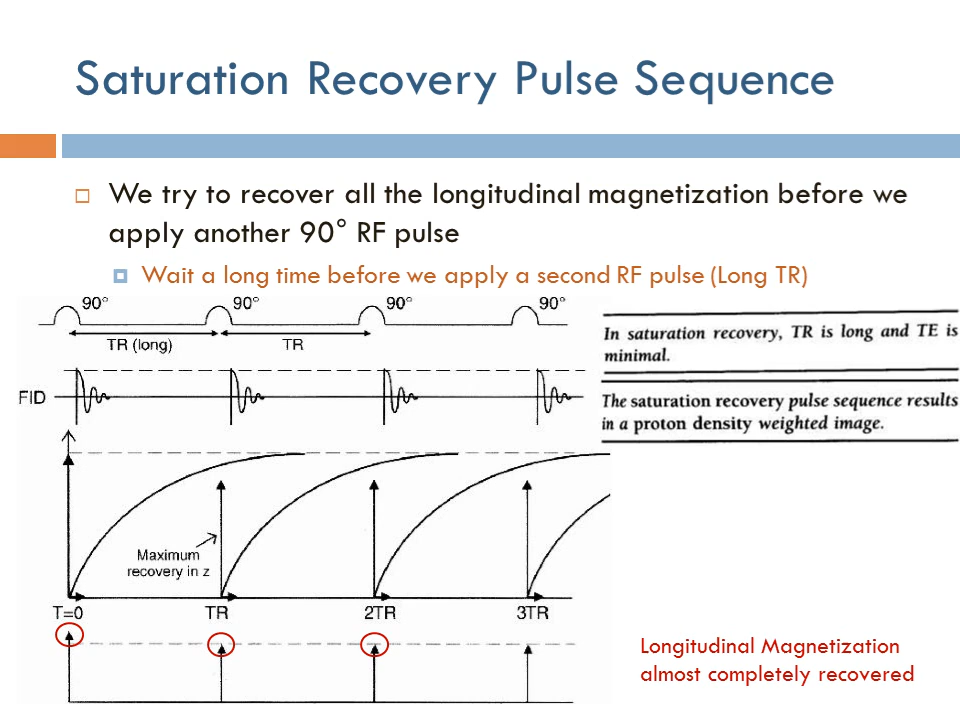 Saturation Recovery Pulse Sequence
We try to recover all the longitudinal magnetization before we
apply another 90° RF pulse
Wait a long time before we apply a second RF pulse (Long TR)
90° 90° 90° 90°
TR (long) TR
In saturation recovery, TR is long and TE is
minimal.
FID
The saturation recovery pulse sequence results
in a proton density weighted image.
Maximum
recovery in z
T=0 TR 2TR 3TR
Longitudinal Magnetization
almost completely recovered